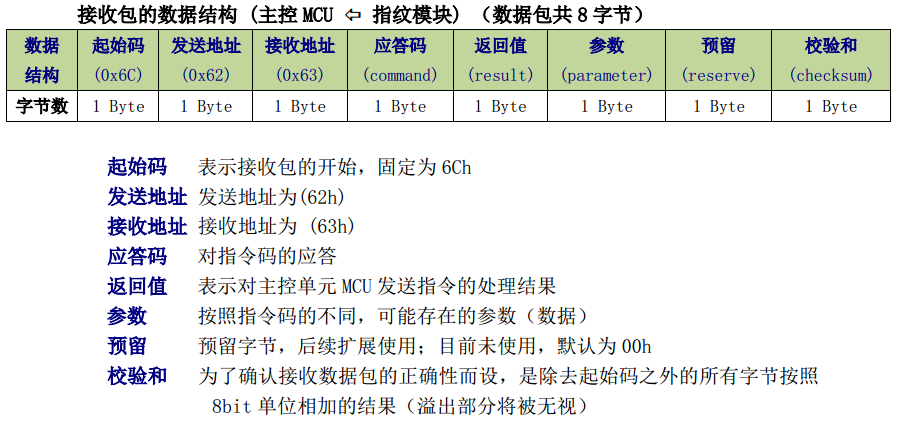 接收包的数据结构 (主控 MCU ⇦ 指纹模块) （数据包共 8 字节）
数据结构 起始码 (0x6C) 发送地址 (0x62) 接收地址 (0x63) 应答码 (command) 返回值 (result) 参数 (parameter) 预留 (reserve) 校验和 (checksum)
字节数 1 Byte 1 Byte 1 Byte 1 Byte 1 Byte 1 Byte 1 Byte 1 Byte
起始码 表示接收包的开始，固定为 6Ch
发送地址 发送地址为(62h)
接收地址 接收地址为 (63h)
应答码 对指令码的应答
返回值 表示对主控单元 MCU 发送指令的处理结果
参数 按照指令码的不同，可能存在的参数（数据）
预留 预留字节，后续扩展使用；目前未使用，默认为 00h
校验和 为了确认接收数据包的正确性而设，是除去起始码之外的所有字节按照
8bit 单位相加的结果（溢出部分将被无视）